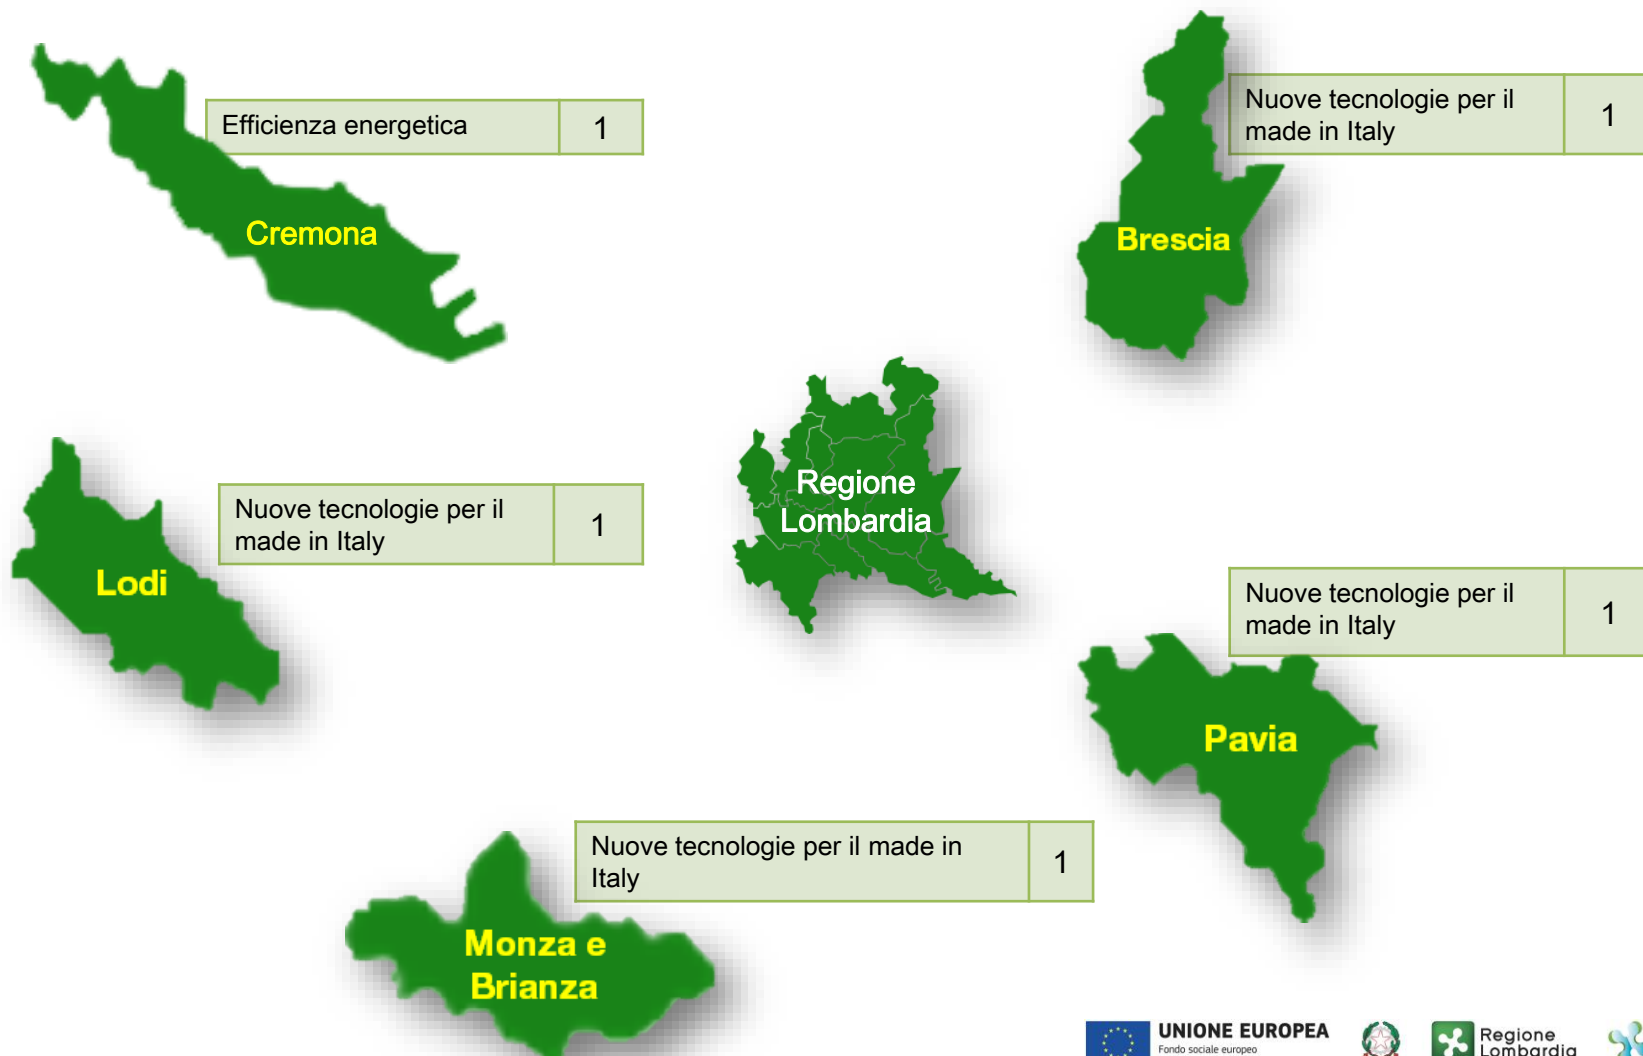 Efficienza energetica
1
Cremona
Nuove tecnologie per il
made in Italy
1
Brescia
Regione
Lombardia
Nuove tecnologie per il
made in Italy
1
Lodi
Nuove tecnologie per il
made in Italy
1
Pavia
Nuove tecnologie per il made in
Italy
1
Monza e
Brianza
UNIONE EUROPEA
Fondo sociale europeo
Regione
Lombardia